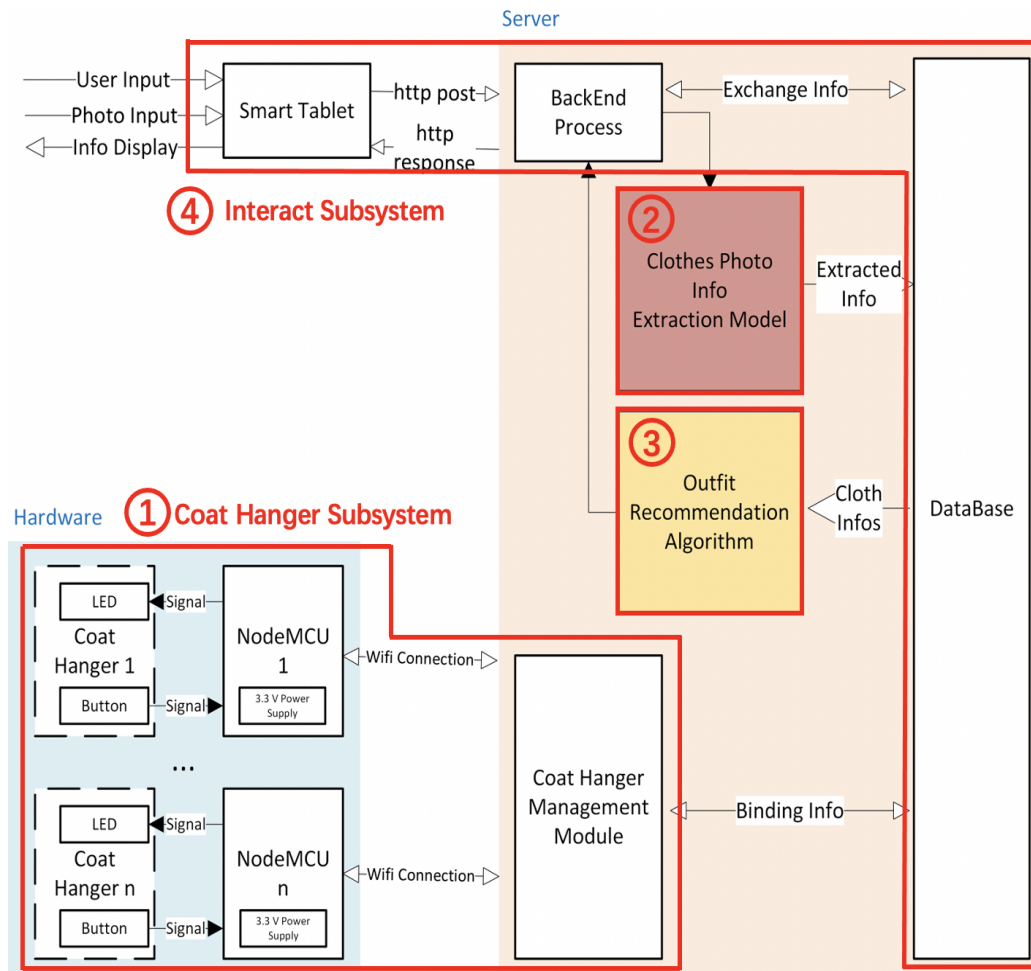 Server
User Input
Photo Input
Info Display
Smart Tablet
http post
http
response
BackEnd
Process
Exchange Info
④ Interact Subsystem
②
Clothes Photo
Info
Extraction Model
Extracted
Info
③
Outfit
Recommendation
Algorithm
Cloth
Infos
DataBase
Hardware
① Coat Hanger Subsystem
LED
Signal
Coat
Hanger 1
Button
Signal
NodeMCU
1
3.3 V Power
Supply
Wifi Connection
...
LED
Signal
Coat
Hanger n
Button
Signal
NodeMCU
n
3.3 V Power
Supply
Wifi Connection
Coat Hanger
Management
Module
Binding Info